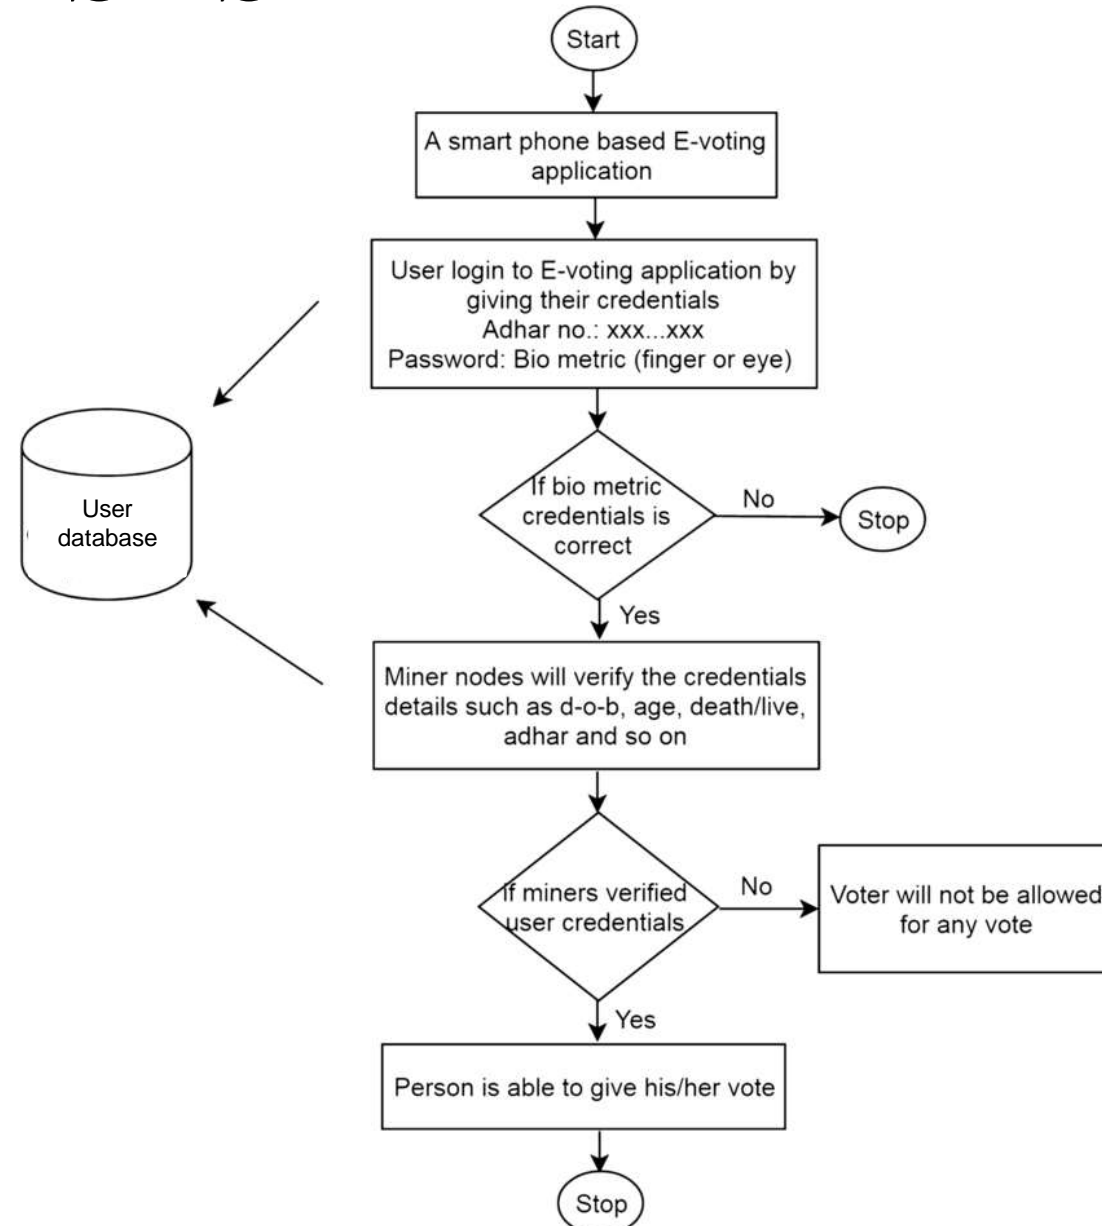 Start
A smart phone based E-voting
application
User login to E-voting application by
giving their credentials
Adhar no.: xxx...xxx
Password: Bio metric (finger or eye)
User
database
If bio metric
credentials is
correct
No
Stop
Yes
Miner nodes will verify the credentials
details such as d-o-b, age, death/live,
adhar and so on
If miners verified
user credentials
No
Voter will not be allowed
for any vote
Yes
Person is able to give his/her vote
Stop